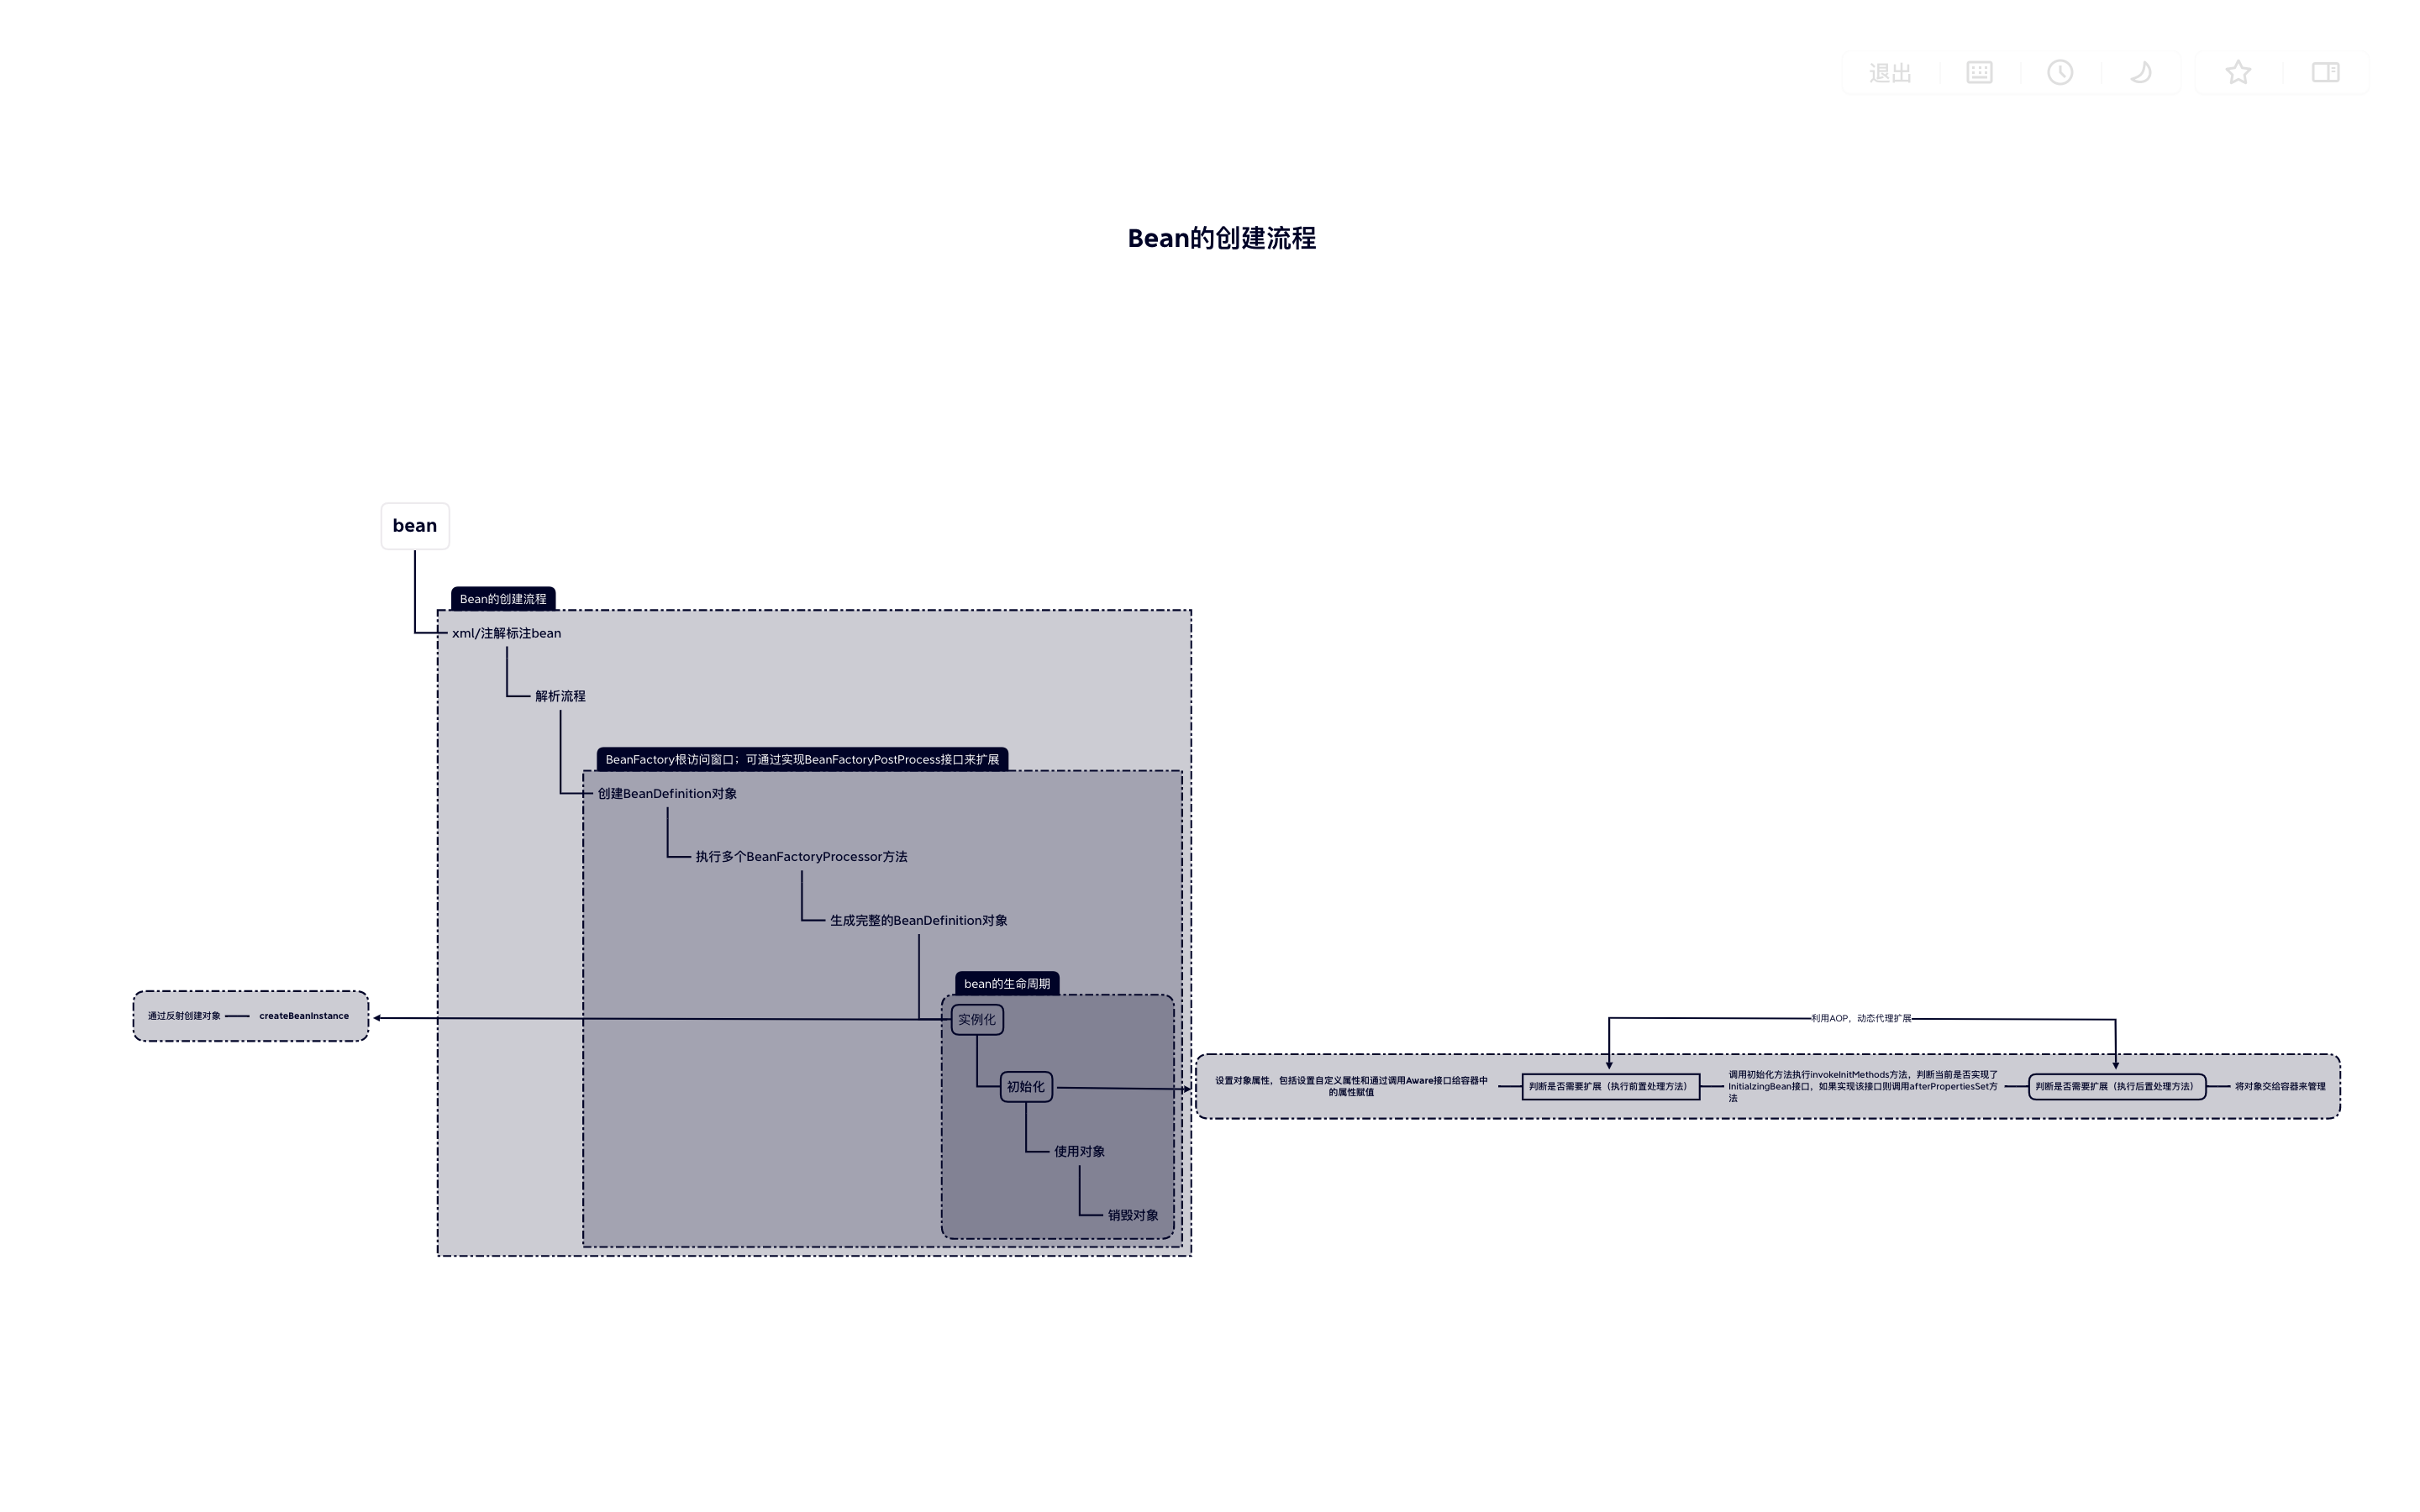 退出
Bean的创建流程
bean
Bean的创建流程
xml/注解标注bean
解析流程
BeanFactory根访问窗口；可通过实现BeanFactoryPostProcess接口来扩展
创建BeanDefinition对象
执行多个BeanFactoryProcessor方法
生成完整的BeanDefinition对象
bean的生命周期
实例化
通过反射创建对象
createBeanInstance
初始化
使用对象
销毁对象
利用AOP，动态代理扩展
设置对象属性，包括设置自定义属性和通过调用Aware接口给容器中
的属性赋值
判断是否需要扩展（执行前置处理方法）
调用初始化方法执行invokeInitMethods方法，判断当前是否实现了
InitialzingBean接口，如果实现该接口则调用afterPropertiesSet方
法
判断是否需要扩展（执行后置处理方法）
将对象交给容器来管理